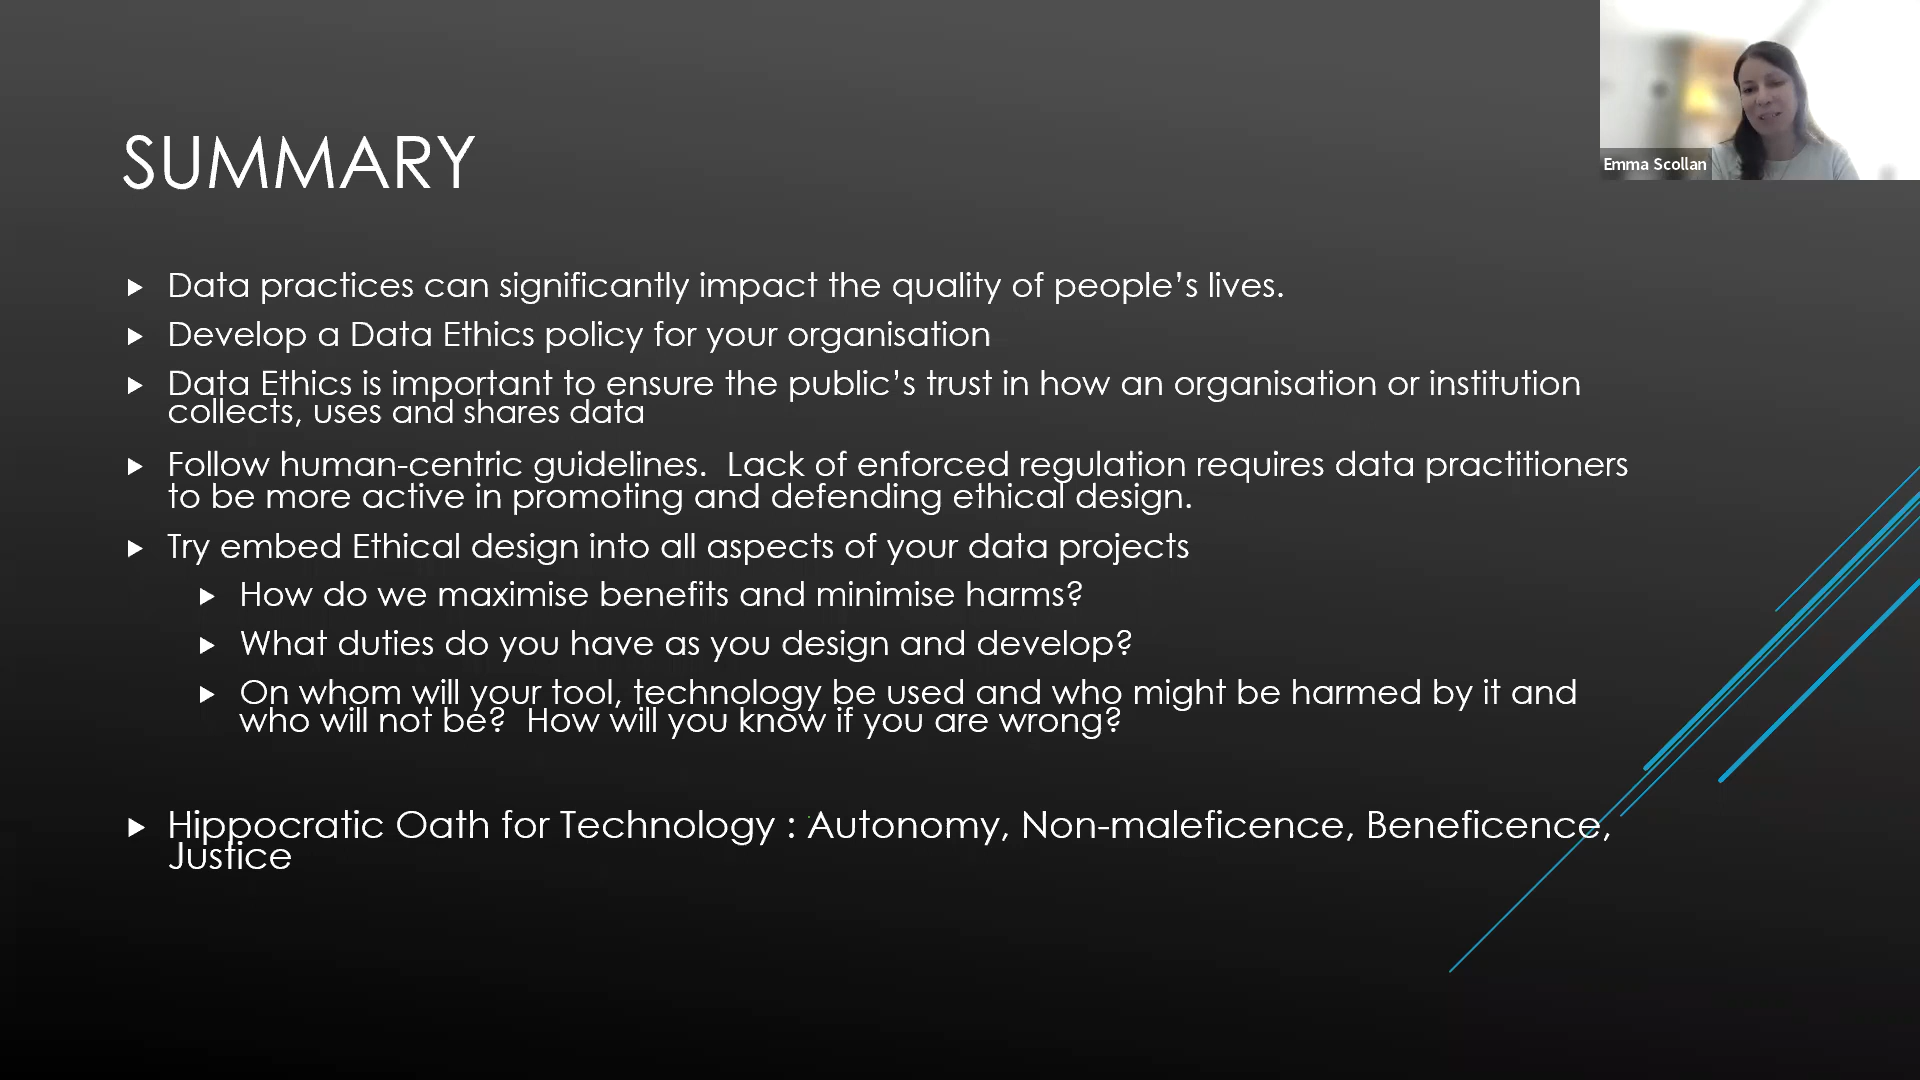 SUMMARY
Emma Scollan
Data practices can significantly impact the quality of people’s lives.
Develop a Data Ethics policy for your organisation
Data Ethics is important to ensure the public’s trust in how an organisation or institution
collects, uses and shares data
Follow human-centric guidelines.  Lack of enforced regulation requires data practitioners
to be more active in promoting and defending ethical design.
Try embed Ethical design into all aspects of your data projects
How do we maximise benefits and minimise harms?
What duties do you have as you design and develop?
On whom will your tool, technology be used and who might be harmed by it and
who will not be?  How will you know if you are wrong?
Hippocratic Oath for Technology : Autonomy, Non-maleficence, Beneficence,
Justice